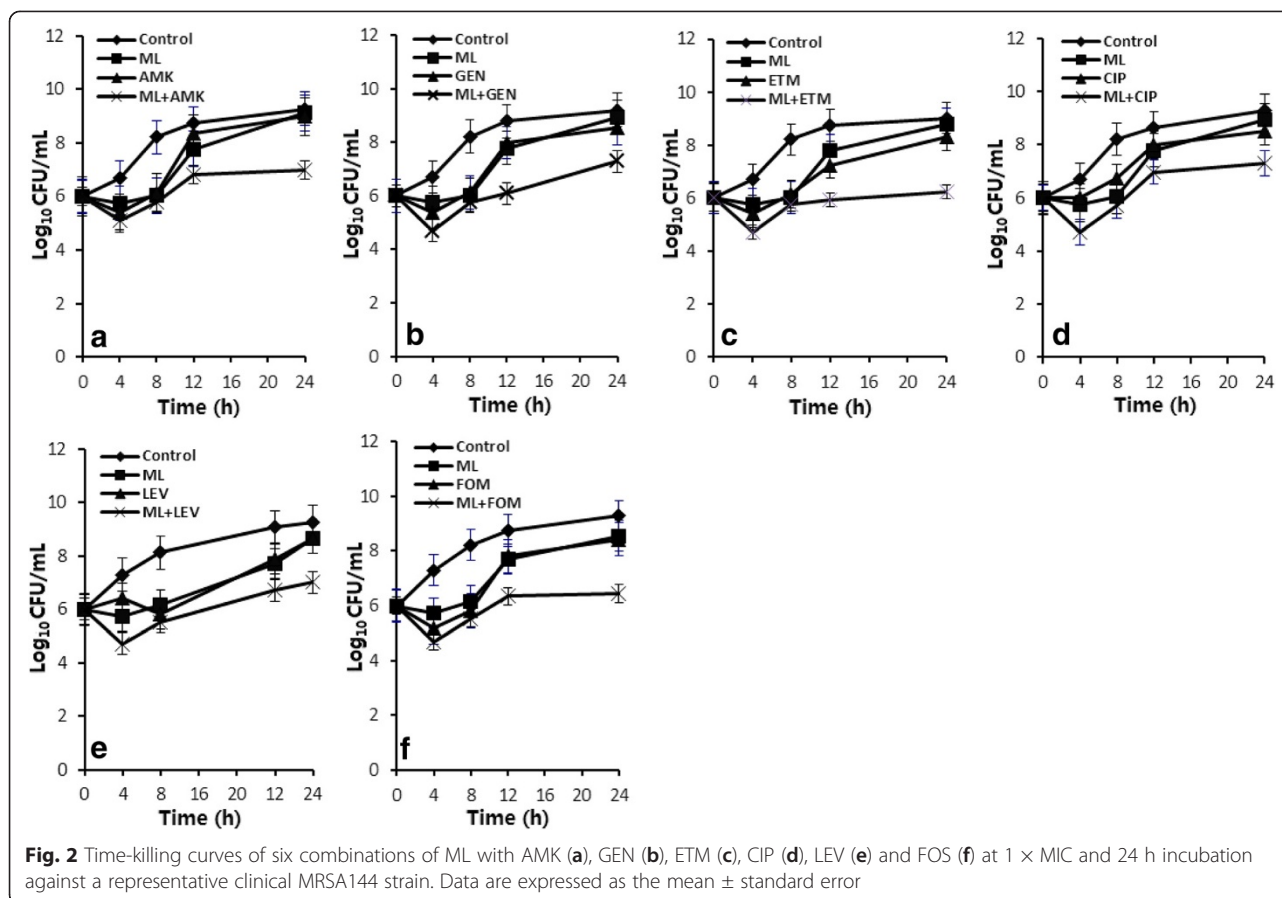 Control
ML
AMK
ML+AMK
12
10
8
6
4
2
0
Log₁₀CFU/mL
a
0 4 8 12 16 20 24
Time (h)
Control
ML
GEN
ML+GEN
12
10
8
6
4
2
0
Log₁₀CFU/mL
b
0 4 8 12 16 20 24
Time (h)
Control
ML
ETM
ML+ETM
12
10
8
6
4
2
0
Log₁₀CFU/mL
c
0 4 8 12 16 20 24
Time (h)
Control
ML
CIP
ML+CIP
12
10
8
6
4
2
0
Log₁₀CFU/mL
d
0 4 8 12 16 20 24
Time (h)
Control
ML
LEV
ML+LEV
12
10
8
6
4
2
0
Log₁₀CFU/mL
e
0 4 8 16 20 12 24
Time (h)
Control
ML
FOM
ML+FOM
12
10
8
6
4
2
0
Log₁₀CFU/mL
f
0 4 8 12 16 20 24
Time (h)
Fig. 2 Time-killing curves of six combinations of ML with AMK (a), GEN (b), ETM (c), CIP (d), LEV (e) and FOS (f) at 1 × MIC and 24 h incubation
against a representative clinical MRSA144 strain. Data are expressed as the mean ± standard error